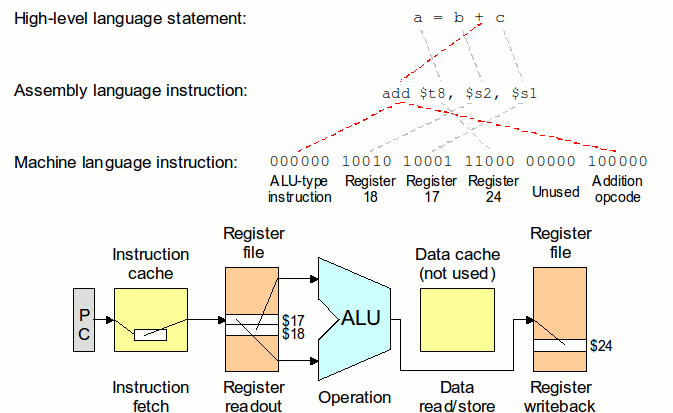 High-level language statement: a = b + c
Assembly language instruction: add $t8, $s2, $s1
Machine language instruction: 000000 10010 10001 11000 00000 100000
ALU-type instruction
Register 18
Register 17
Register 24
Unused
Addition opcode
Instruction cache
Register file
Data cache (not used)
Register file
P C
$17
$18
ALU
$24
Instruction fetch
Register readout
Operation
Data read/store
Register writeback